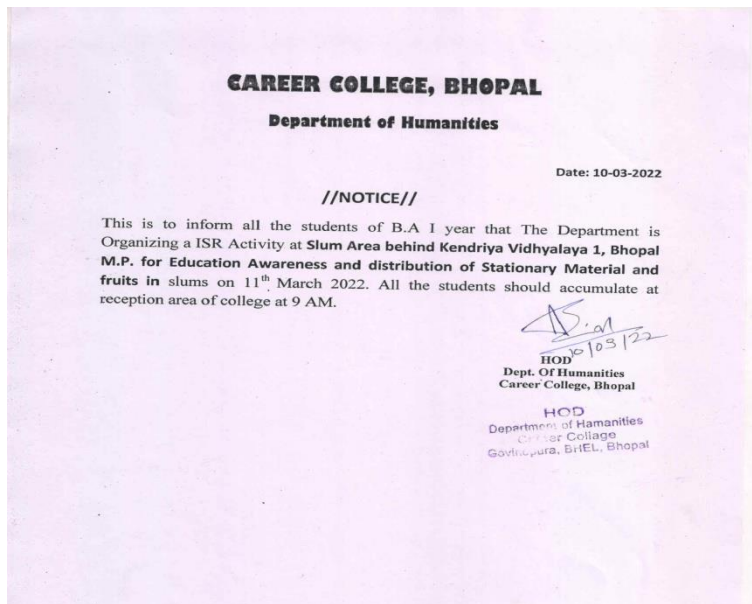 CAREER COLLEGE, BHOPAL
Department of Humanities
Date: 10-03-2022
//NOTICE//
This is to inform all the students of B.A I year that The Department is
Organizing a ISR Activity at Slum Area behind Kendriya Vidhyalaya 1, Bhopal
M.P. for Education Awareness and distribution of Stationary Material and
fruits in slums on 11th March 2022. All the students should accumulate at
reception area of college at 9 AM.
10/03/22
HOD
Dept. Of Humanities
Career College, Bhopal
HOD
Department of Hamanities
Collage
Govindpura, BHEL, Bhopal